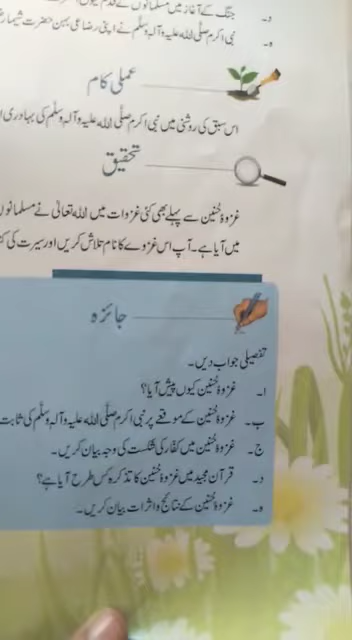 د۔ جنگ کے آغاز میں مسلمانوں کے قدم کیوں
ہ۔ نبی اکرم صلی اللہ علیہ وآلہ وسلم نے اپنی رضاعی بہن حضرت شیما
عملی کام
اس سبق کی روشنی میں نبی اکرم صلی اللہ علیہ وآلہ وسلم کی بہادری
تحقیق
غزوۂ حنین سے پہلے بھی کئی غزوات میں اللہ تعالیٰ نے مسلمانوں
میں آیا ہے۔ آپ اس غزوے کا نام تلاش کریں اور سیرت کی
جائزہ
تفصیلی جواب دیں۔
ا۔ غزوۂ حنین کیوں پیش آیا؟
ب۔ غزوۂ حنین کے موقعے پر نبی اکرم صلی اللہ علیہ وآلہ وسلم کی ثابت
ج۔ غزوۂ حنین میں کفار کی شکست کی وجہ بیان کریں۔
د۔ قرآن مجید میں غزوۂ حنین کا تذکرہ کس طرح آیا ہے؟
ہ۔ غزوۂ حنین کے نتائج و اثرات بیان کریں۔